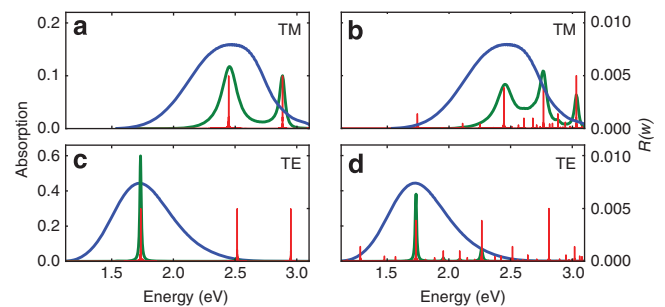 a TM b TM
0.2 0.010
0.1 0.005
0.0 0.000
c TE d TE
0.6 0.010
0.4 0.005
0.2
0.0 0.000
1.5 2.0 2.5 3.0 1.5 2.0 2.5 3.0
Energy (eV) Energy (eV)
Absorption
R(w)